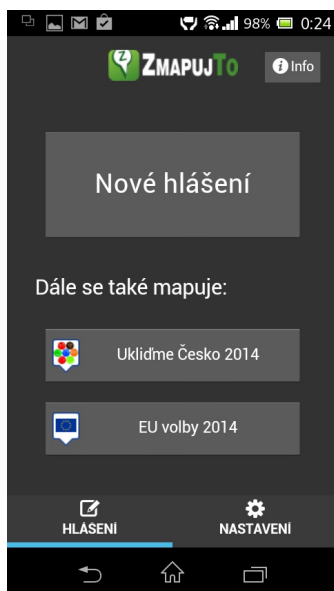 98% 0:24
ZMAPUJTO
Info
Nové hlášení
Dále se také mapuje:
Ukliďme Česko 2014
EU volby 2014
HLÁŠENÍ NASTAVENÍ